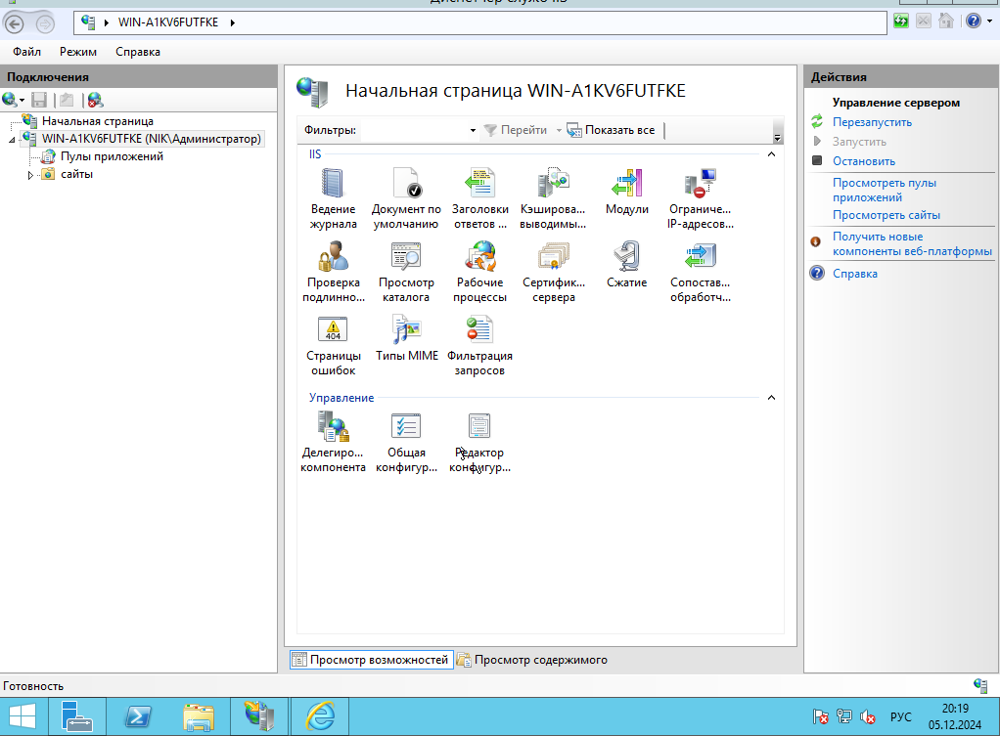 Диспетчер служб IIS
WIN-A1KV6FUTFKE
Файл Режим Справка
Подключения
Начальная страница
WIN-A1KV6FUTFKE (NIK\Администратор)
Пулы приложений
сайты
Начальная страница WIN-A1KV6FUTFKE
Фильтры: Перейти Показать все
IIS
Ведение журнала
Документ по умолчанию
Заголовки ответов ...
Кэширова... выводимы...
Модули
Ограниче... IP-адресов...
Проверка подлинно...
Просмотр каталога
Рабочие процессы
Сертифик... сервера
Сжатие
Сопостав... обработч...
404
Страницы ошибок
Типы MIME
Фильтрация запросов
Управление
Делегиро... компонента
Общая конфигур...
Редактор конфигур...
Просмотр возможностей Просмотр содержимого
Действия
Управление сервером
Перезапустить
Запустить
Остановить
Просмотреть пулы
приложений
Просмотреть сайты
Получить новые
компоненты веб-платформы
Справка
Готовность
РУС
20:19
05.12.2024